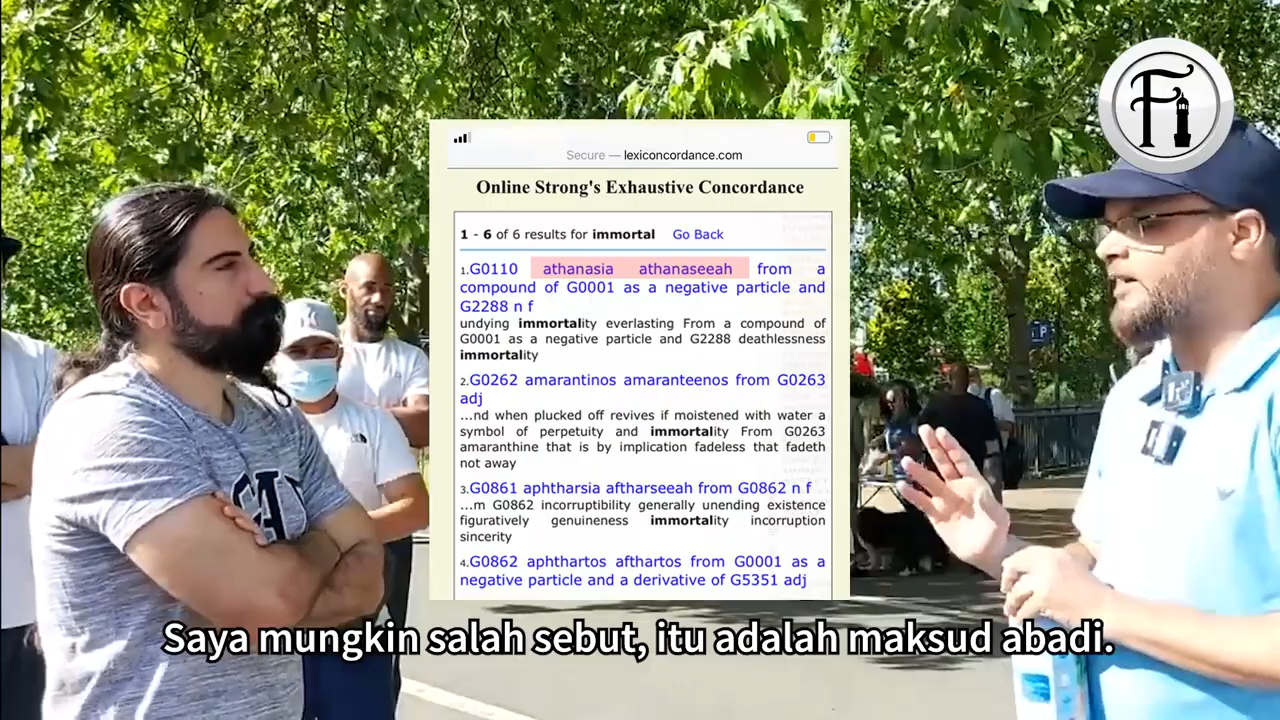 Fi
Secure — lexiconcordance.com
Online Strong's Exhaustive Concordance
1 - 6 of 6 results for immortal Go Back
1.G0110 athanasia athanaseeah from a
compound of G0001 as a negative particle and
G2288 n f
undying immortality everlasting From a compound of
G0001 as a negative particle and G2288 deathlessness
immortality
2.G0262 amarantinos amaranteenos from G0263
adj
...nd when plucked off revives if moistened with water a
symbol of perpetuity and immortality From G0263
amaranthine that is by implication fadeless that fadeth
not away
3.G0861 aphtharsia aftharseeah from G0862 n f
...m G0862 incorruptibility generally unending existence
figuratively genuineness immortality incorruption
sincerity
4.G0862 aphthartos afthartos from G0001 as a
negative particle and a derivative of G5351 adj
P
GAP
Saya mungkin salah sebut, itu adalah maksud abadi.